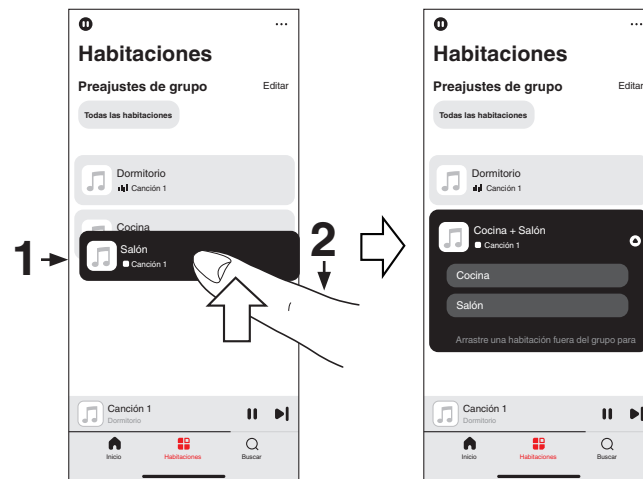 Habitaciones
Preajustes de grupo Editar
Todas las habitaciones
Dormitorio
Canción 1
Cocina
Salón
Canción 1
1
2
Canción 1
Dormitorio
Inicio Habitaciones Buscar
Habitaciones
Preajustes de grupo Editar
Todas las habitaciones
Dormitorio
Canción 1
Cocina + Salón
Canción 1
Cocina
Salón
Arrastre una habitación fuera del grupo para
Canción 1
Dormitorio
Inicio Habitaciones Buscar